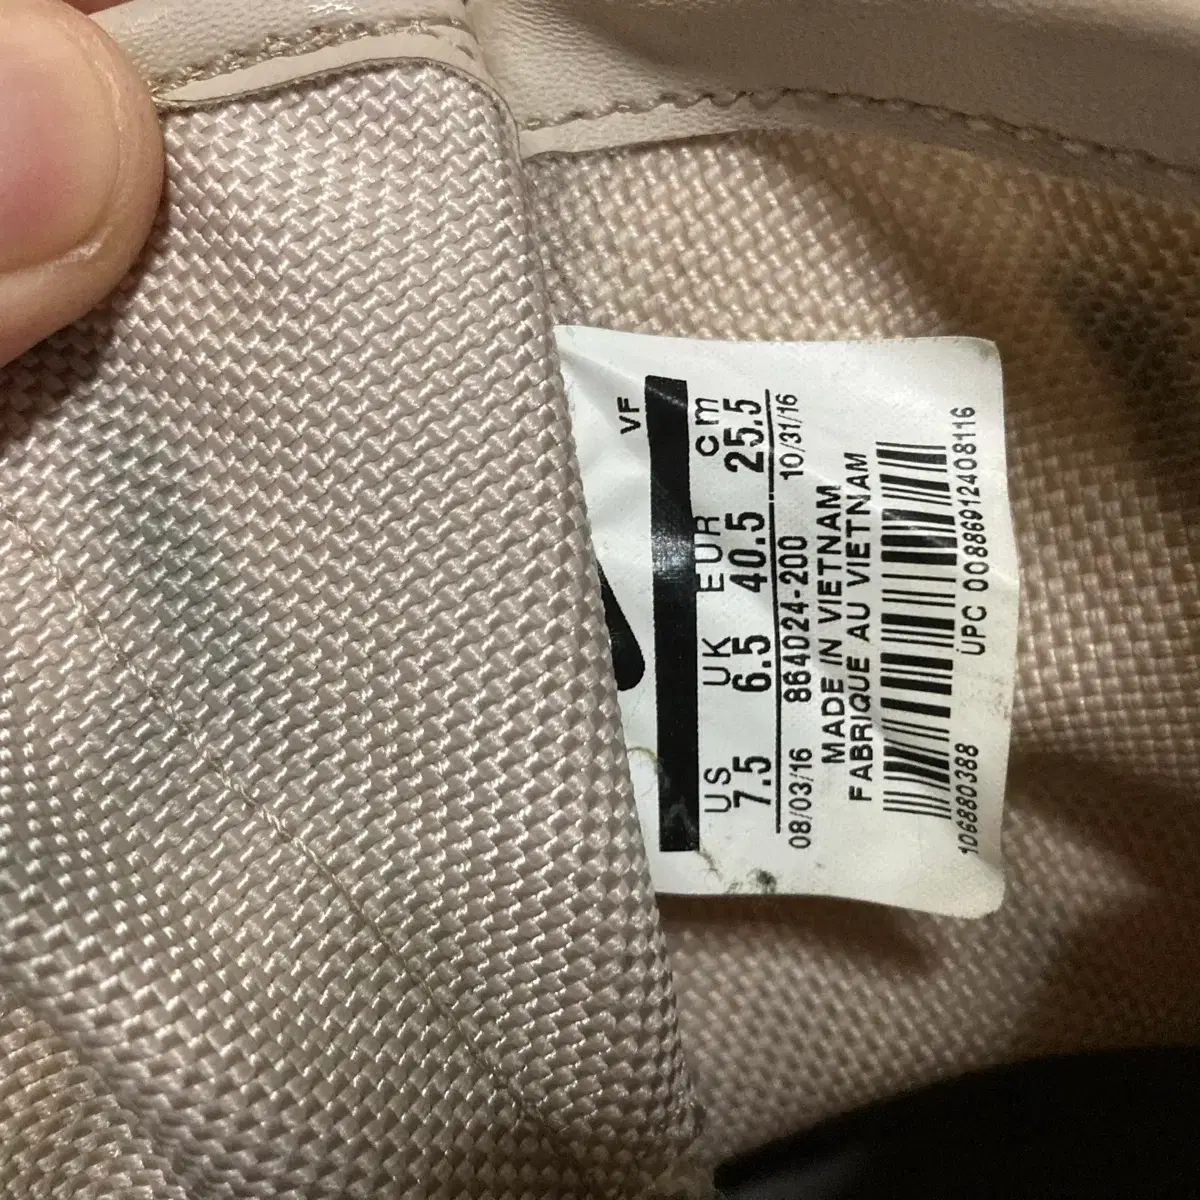 VF
US UK EUR cm
7.5 6.5 40.5 25.5
08/03/16 864024-200 10/31/16
MADE IN VIETNAM
FABRIQUE AU VIETNAM
106880388 UPC 00886912408116